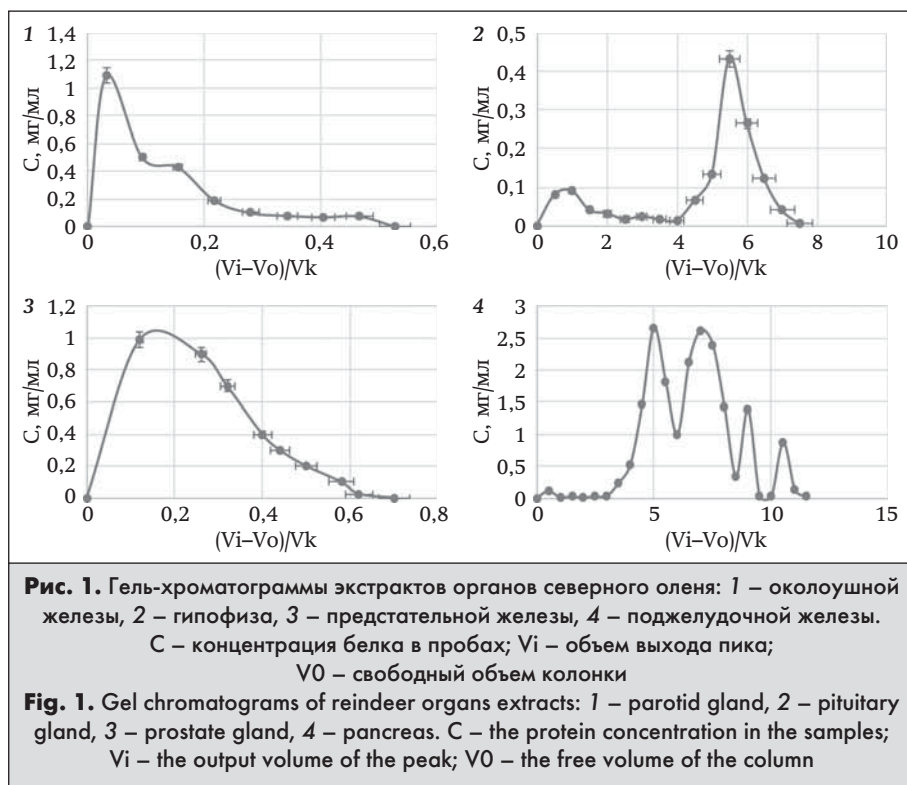 1
1,4
1,2
1
0,8
0,6
0,4
0,2
0
С, мг/мл
0 0,2 0,4 0,6
(Vi–Vo)/Vk
2
0,5
0,4
0,3
0,2
0,1
0
С, мг/мл
0 2 4 6 8 10
(Vi–Vo)/Vk
3
1,2
1
0,8
0,6
0,4
0,2
0
С, мг/мл
0 0,2 0,4 0,6 0,8
(Vi–Vo)/Vk
4
3
2,5
2
1,5
1
0,5
0
С, мг/мл
0 5 10 15
(Vi–Vo)/Vk
Рис. 1. Гель-хроматограммы экстрактов органов северного оленя: 1 – околоушной
железы, 2 – гипофиза, 3 – предстательной железы, 4 – поджелудочной железы.
С – концентрация белка в пробах; Vi – объем выхода пика;
V0 – свободный объем колонки
Fig. 1. Gel chromatograms of reindeer organs extracts: 1 – parotid gland, 2 – pituitary
gland, 3 – prostate gland, 4 – pancreas. C – the protein concentration in the samples;
Vi – the output volume of the peak; V0 – the free volume of the column